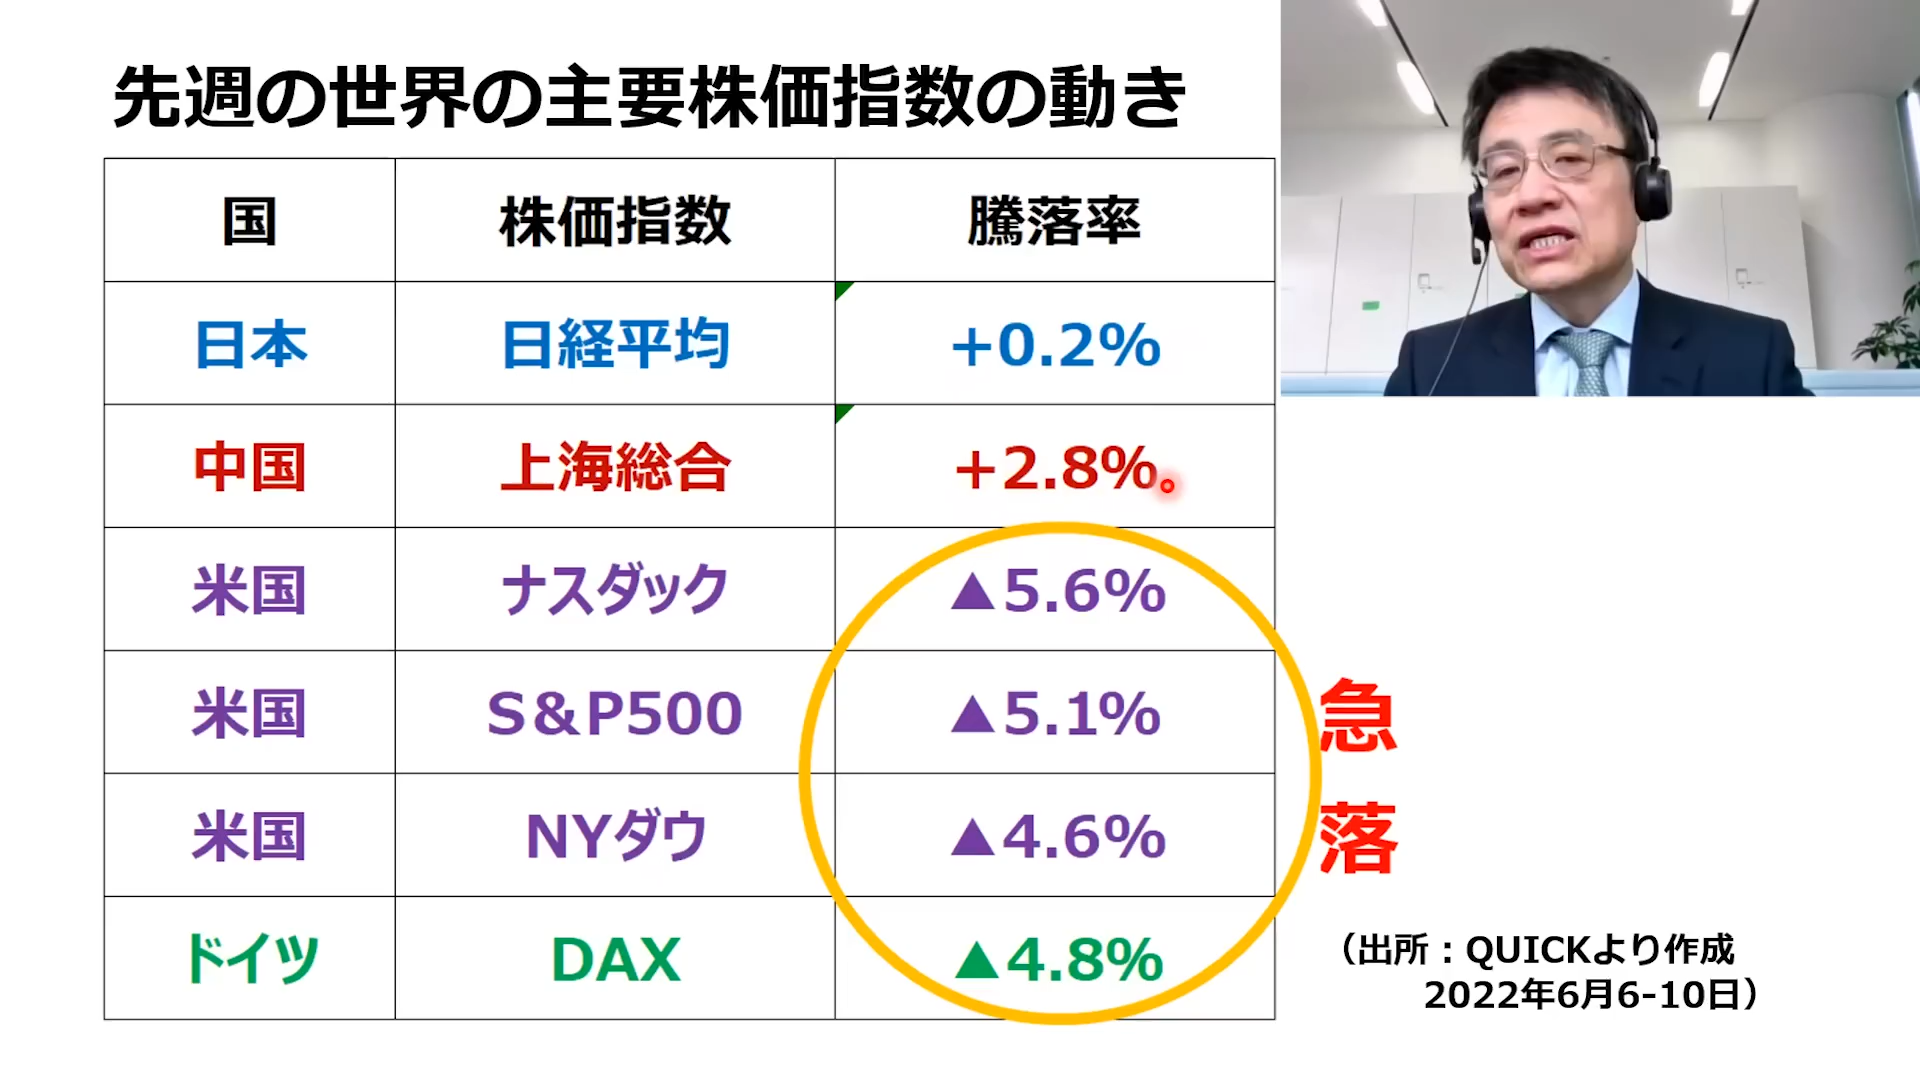 先週の世界の主要株価指数の動き
国 株価指数 騰落率
日本 日経平均 +0.2%
中国 上海総合 +2.8%
米国 ナスダック ▲5.6%
米国 S&P500 ▲5.1%
米国 NYダウ ▲4.6%
ドイツ DAX ▲4.8%
急
落
（出所：QUICKより作成
2022年6月6-10日）